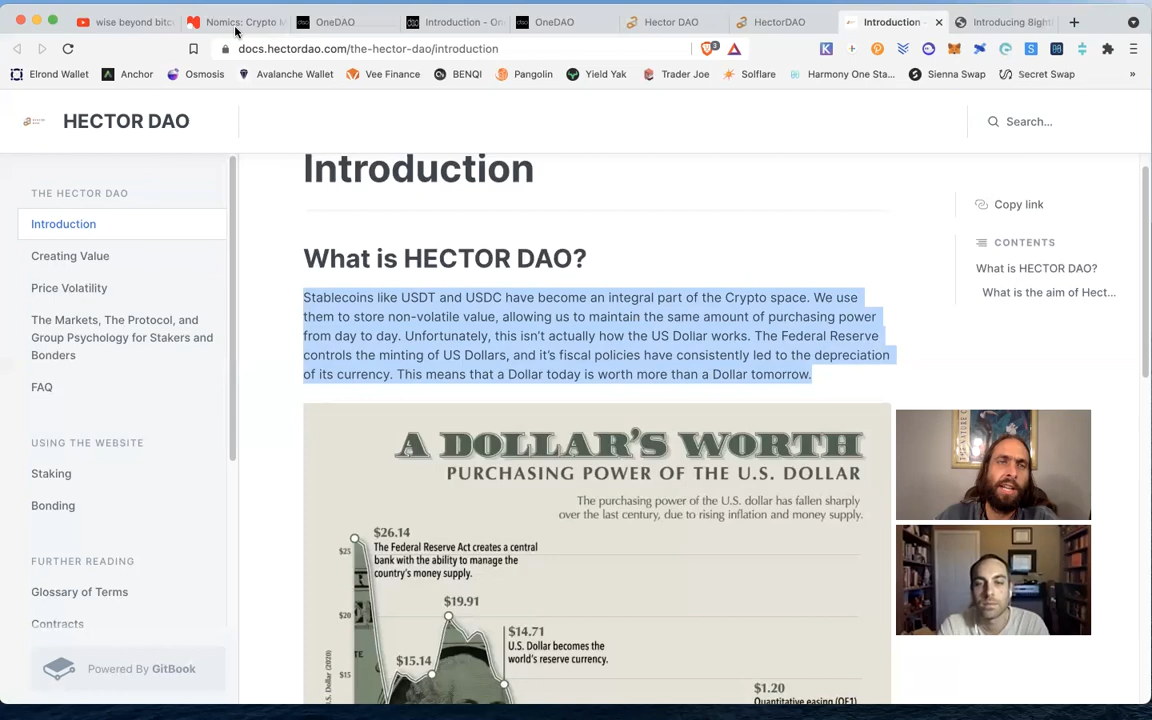 wise beyond bitc
Nomics: Crypto M
OneDAO
Introduction - On
OneDAO
Hector DAO
HectorDAO
Introduction -
Introducing 8ight
docs.hectordao.com/the-hector-dao/introduction
3
Elrond Wallet
Anchor
Osmosis
Avalanche Wallet
Vee Finance
BENQI
Pangolin
Yield Yak
Trader Joe
Solflare
Harmony One Sta...
Sienna Swap
Secret Swap
HECTOR DAO
Search...
THE HECTOR DAO
Introduction
Creating Value
Price Volatility
The Markets, The Protocol, and
Group Psychology for Stakers and
Bonders
FAQ
USING THE WEBSITE
Staking
Bonding
FURTHER READING
Glossary of Terms
Contracts
Powered By GitBook
Introduction
What is HECTOR DAO?
Stablecoins like USDT and USDC have become an integral part of the Crypto space. We use
them to store non-volatile value, allowing us to maintain the same amount of purchasing power
from day to day. Unfortunately, this isn't actually how the US Dollar works. The Federal Reserve
controls the minting of US Dollars, and it's fiscal policies have consistently led to the depreciation
of its currency. This means that a Dollar today is worth more than a Dollar tomorrow.
A DOLLAR'S WORTH
PURCHASING POWER OF THE U.S. DOLLAR
The purchasing power of the U.S. dollar has fallen sharply
over the last century, due to rising inflation and money supply.
$26.14
The Federal Reserve Act creates a central
bank with the ability to manage the
country's money supply.
$25
$19.91
$20
$14.71
U.S. Dollar becomes the
world's reserve currency.
$15.14
$15
$1.20
Quantitative easing (QE1)
U.S. Dollar (2020)
Copy link
CONTENTS
What is HECTOR DAO?
What is the aim of Hect...